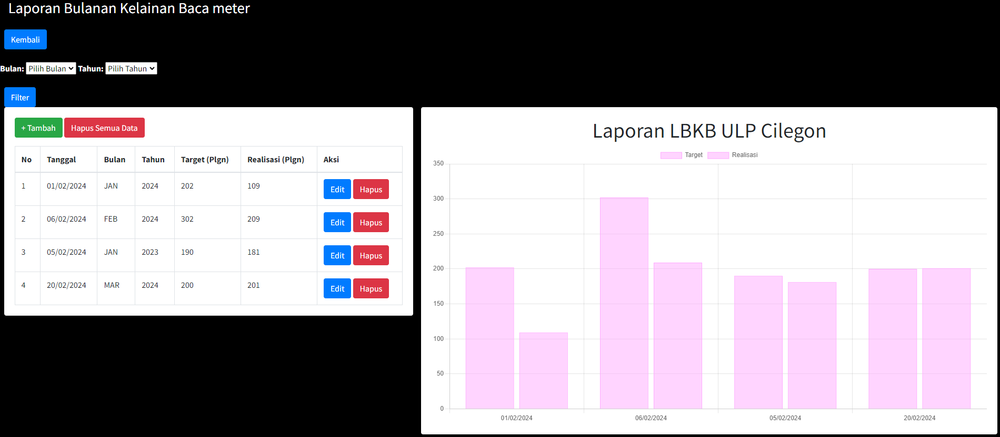 Laporan Bulanan Kelainan Baca meter
Kembali
Bulan: Pilih Bulan Tahun: Pilih Tahun
Filter
+ Tambah Hapus Semua Data
No Tanggal Bulan Tahun Target (Plgn) Realisasi (Plgn) Aksi
1 01/02/2024 JAN 2024 202 109 Edit Hapus
2 06/02/2024 FEB 2024 302 209 Edit Hapus
3 05/02/2024 JAN 2023 190 181 Edit Hapus
4 20/02/2024 MAR 2024 200 201 Edit Hapus
Laporan LBKB ULP Cilegon
Target Realisasi
350
300
250
200
150
100
50
0
01/02/2024 06/02/2024 05/02/2024 20/02/2024